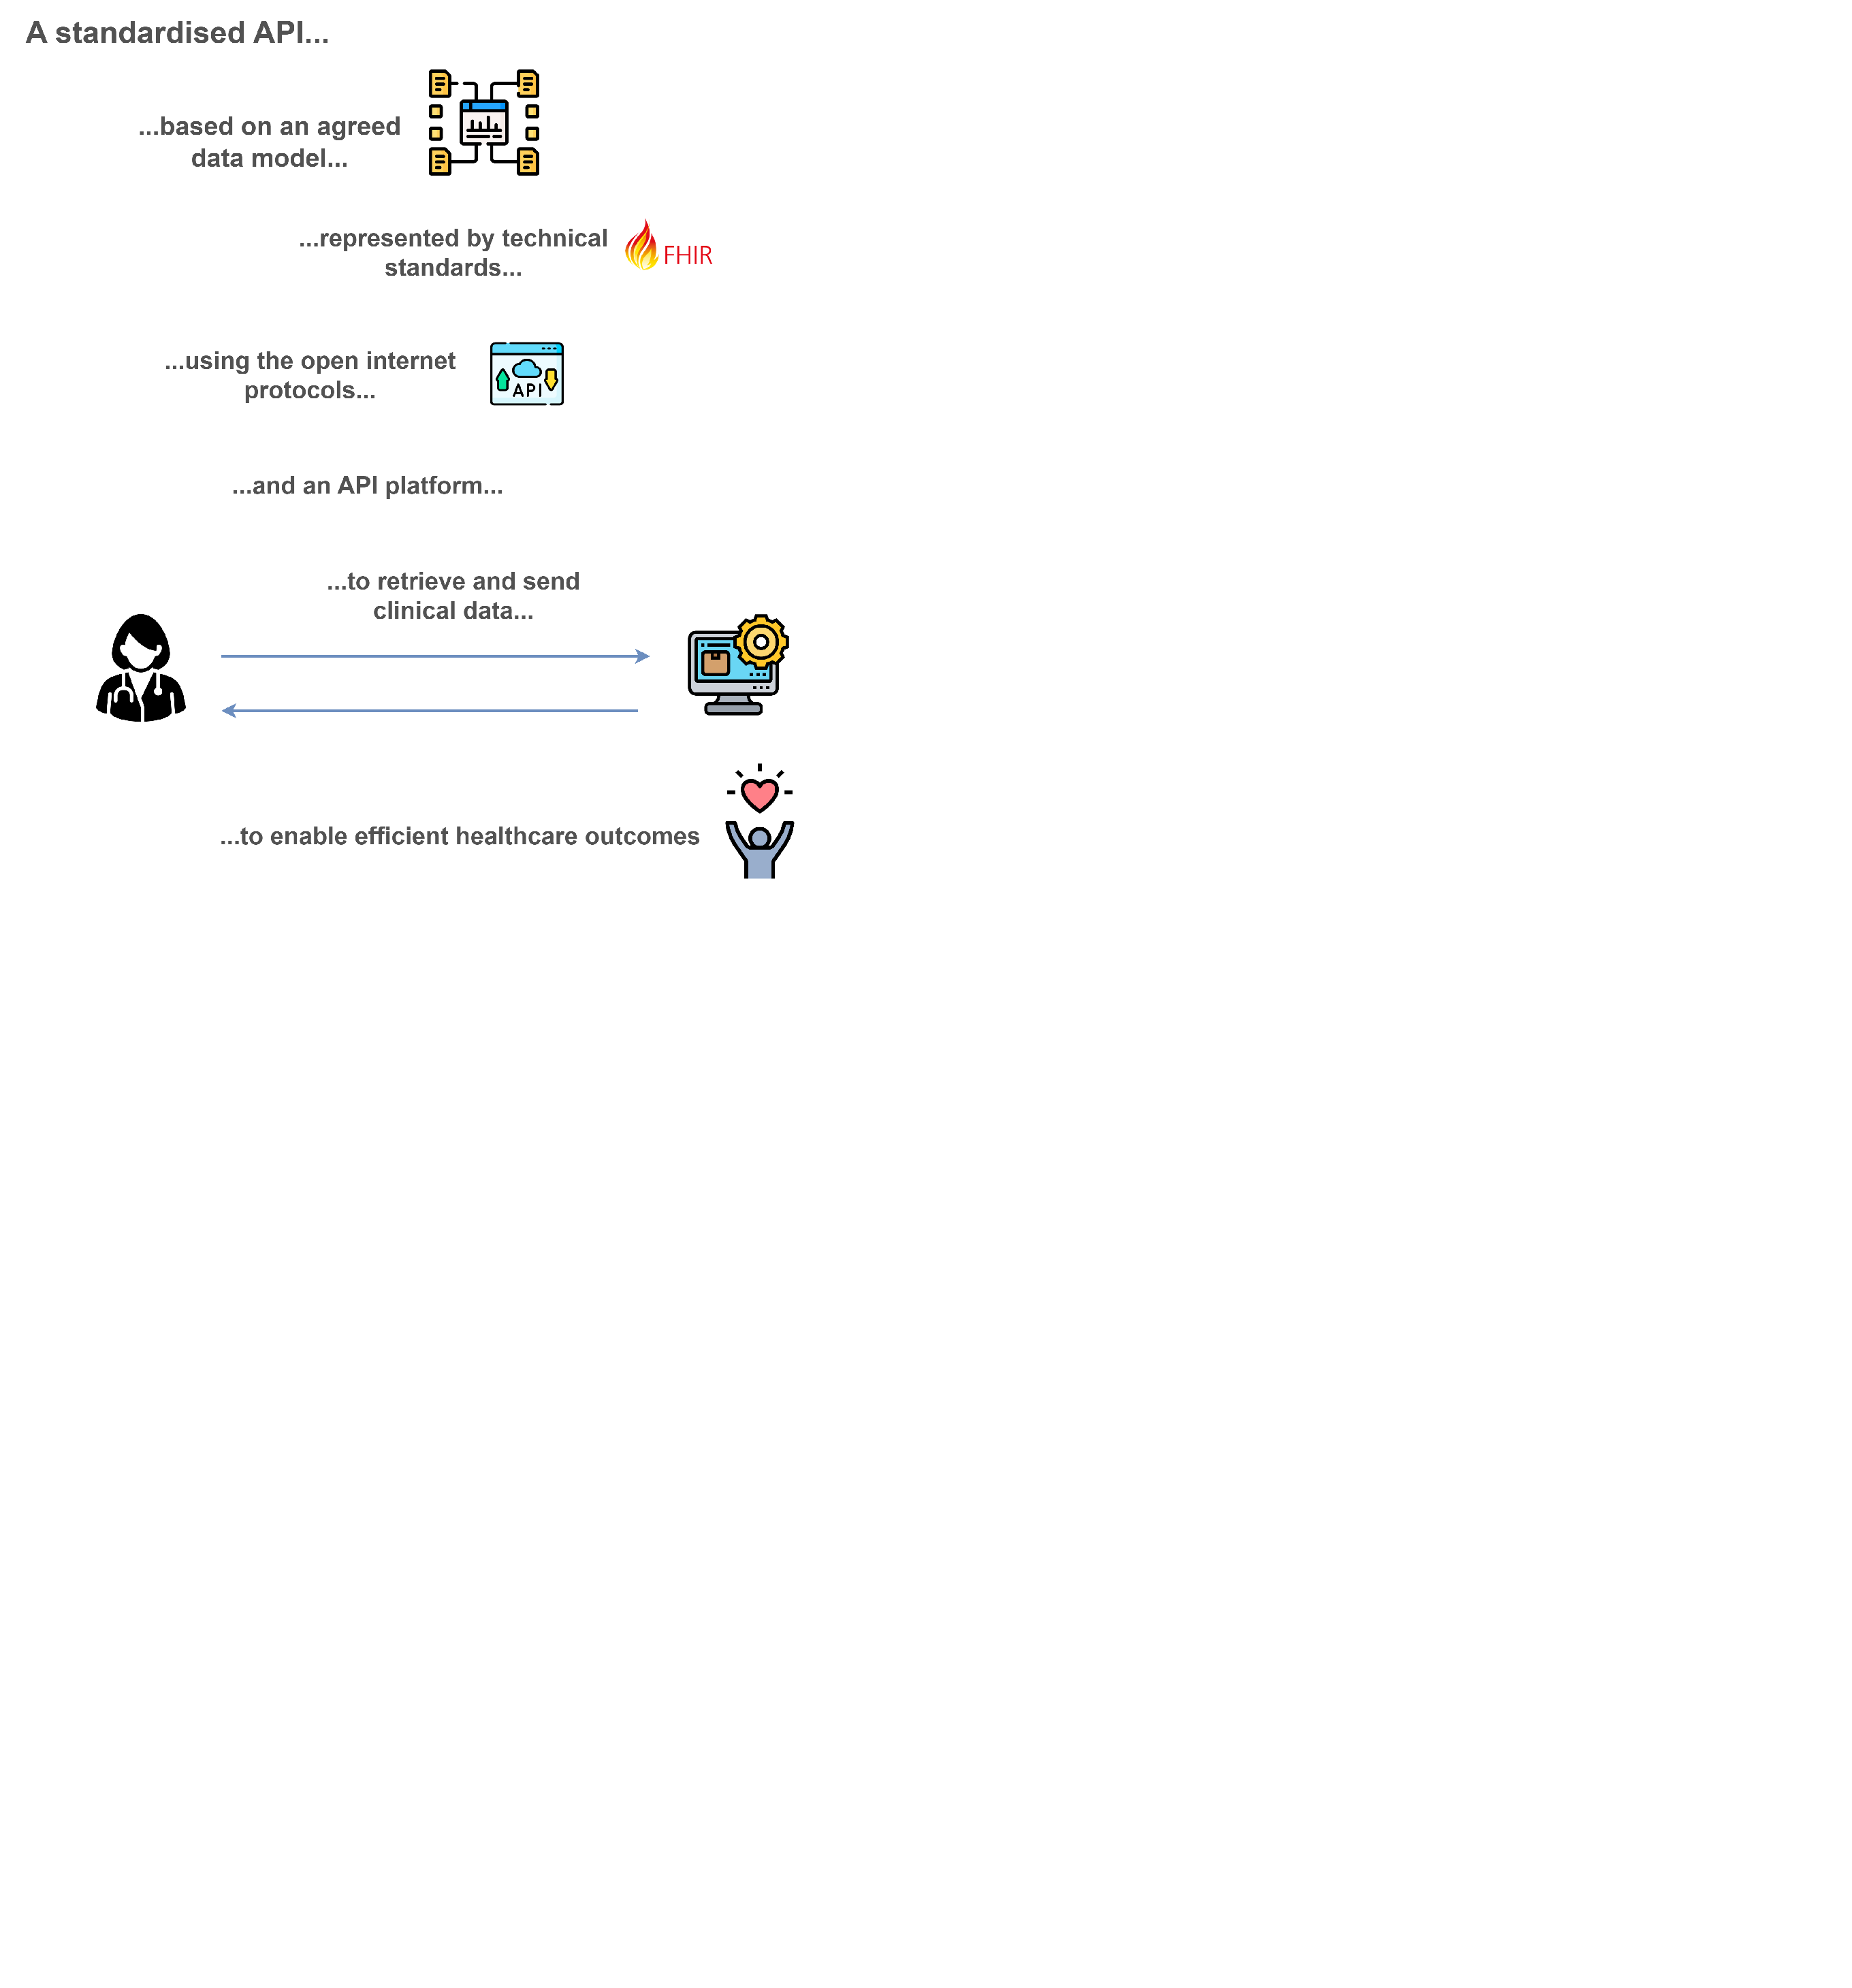 A standardised API...
...based on an agreed
data model...
...represented by technical
standards...
FHIR
...using the open internet
protocols...
API
...and an API platform...
...to retrieve and send
clinical data...
...to enable efficient healthcare outcomes